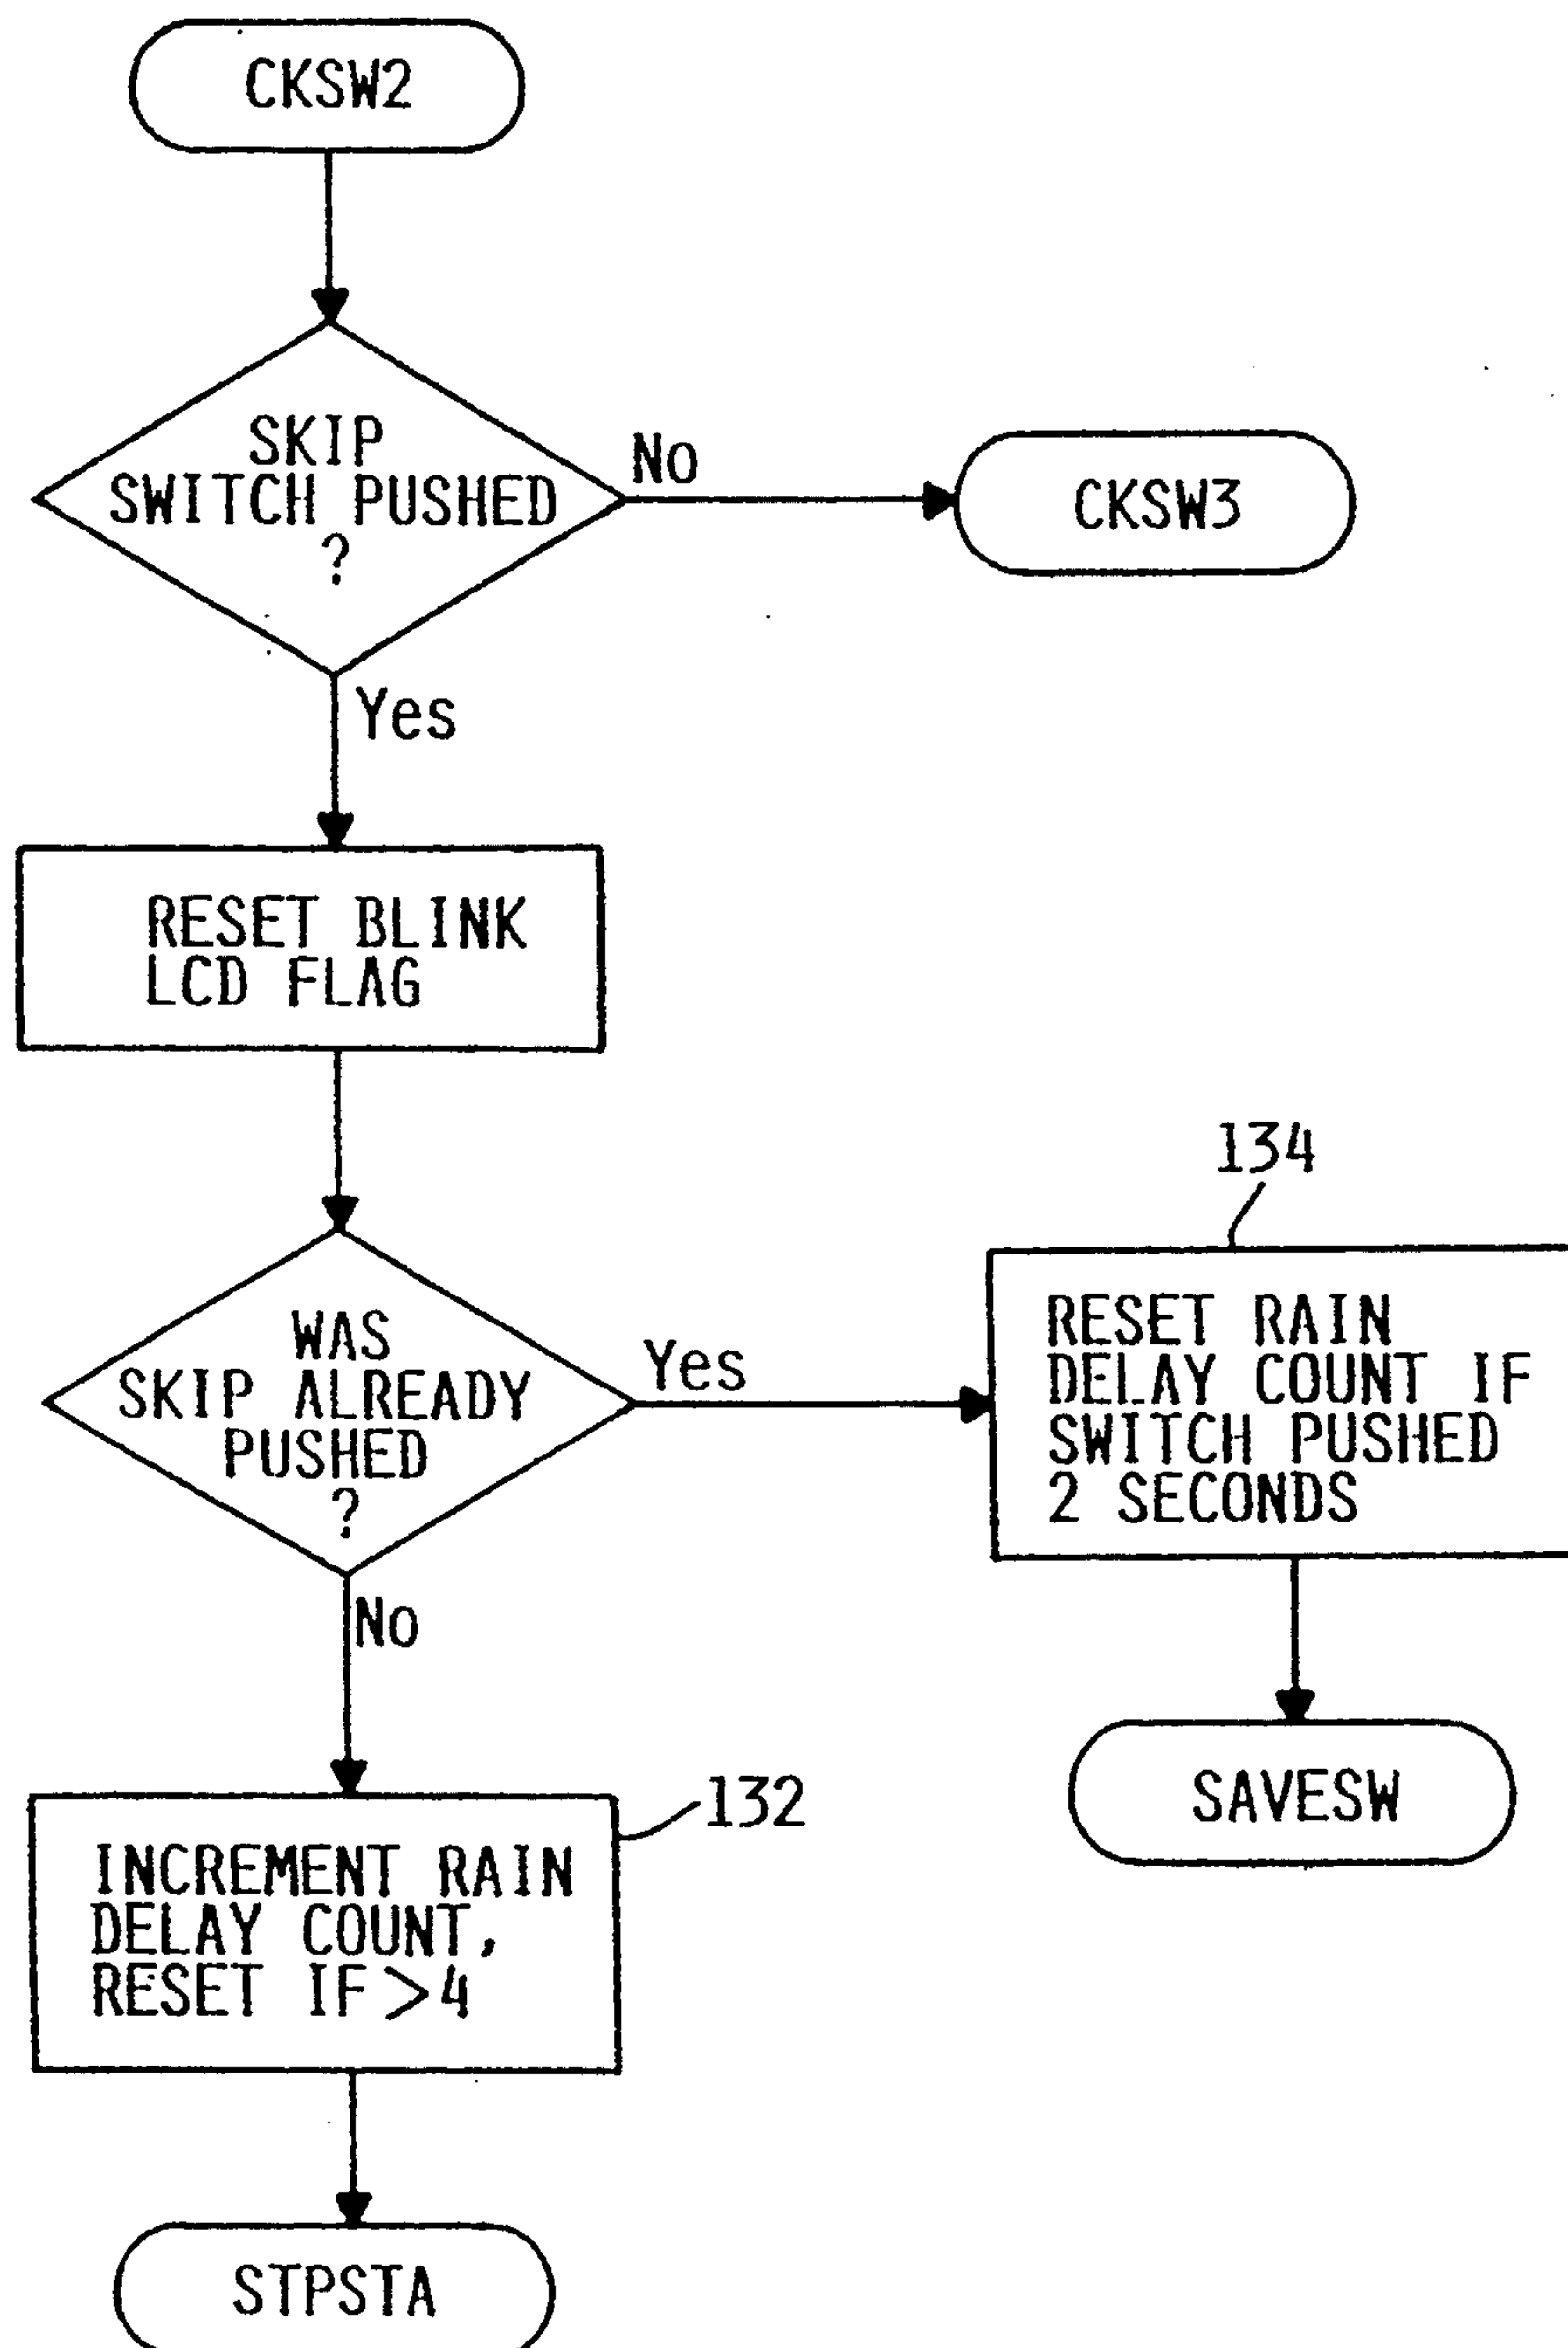 CKSW2
SKIP
SWITCH PUSHED
?
No
CKSW3
Yes
RESET BLINK
LCD FLAG
WAS
SKIP ALREADY
PUSHED
?
Yes
134
RESET RAIN
DELAY COUNT IF
SWITCH PUSHED
2 SECONDS
SAVESW
No
132
INCREMENT RAIN
DELAY COUNT,
RESET IF >4
STPSTA